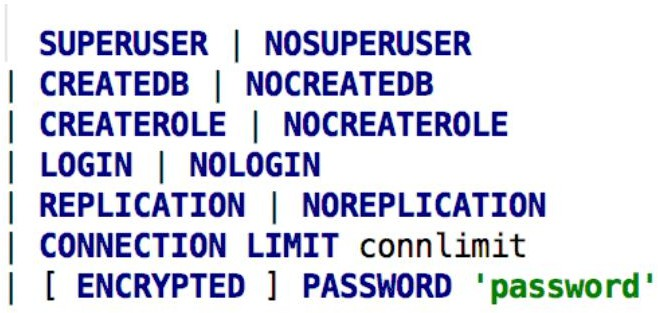 SUPERUSER | NOSUPERUSER
| CREATEDB | NOCREATEDB
| CREATEROLE | NOCREATEROLE
| LOGIN | NOLOGIN
| REPLICATION | NOREPLICATION
| CONNECTION LIMIT connlimit
| [ ENCRYPTED ] PASSWORD 'password'